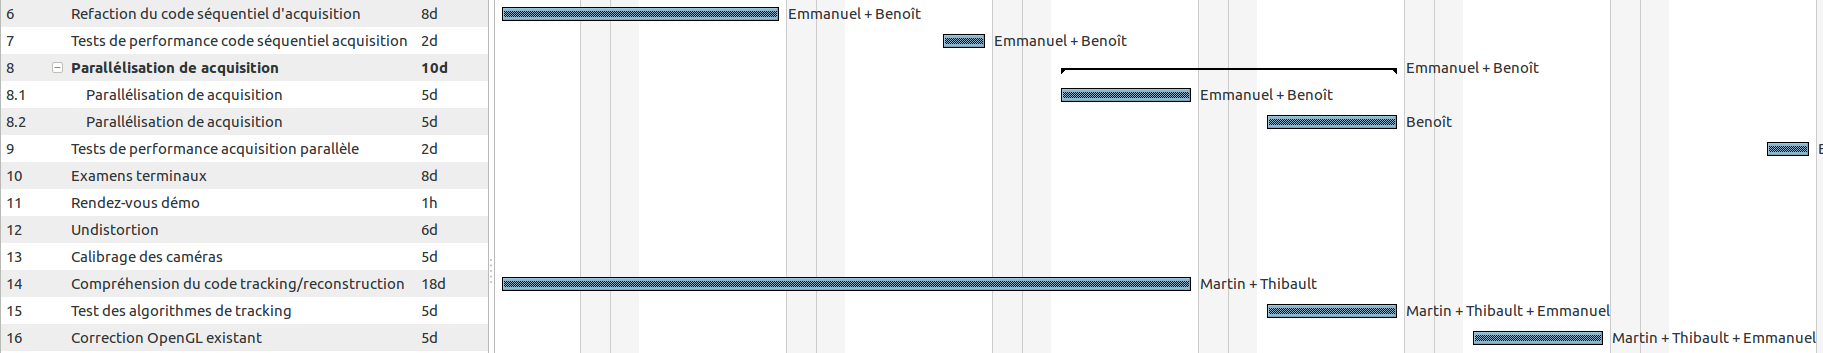 6 Refaction du code séquentiel d'acquisition 8d Emmanuel + Benoît
7 Tests de performance code séquentiel acquisition 2d Emmanuel + Benoît
8 Parallélisation de acquisition 10d Emmanuel + Benoît
8.1 Parallélisation de acquisition 5d Emmanuel + Benoît
8.2 Parallélisation de acquisition 5d Benoît
9 Tests de performance acquisition parallèle 2d
10 Examens terminaux 8d
11 Rendez-vous démo 1h
12 Undistortion 6d
13 Calibrage des caméras 5d
14 Compréhension du code tracking/reconstruction 18d Martin + Thibault
15 Test des algorithmes de tracking 5d Martin + Thibault + Emmanuel
16 Correction OpenGL existant 5d Martin + Thibault + Emmanuel